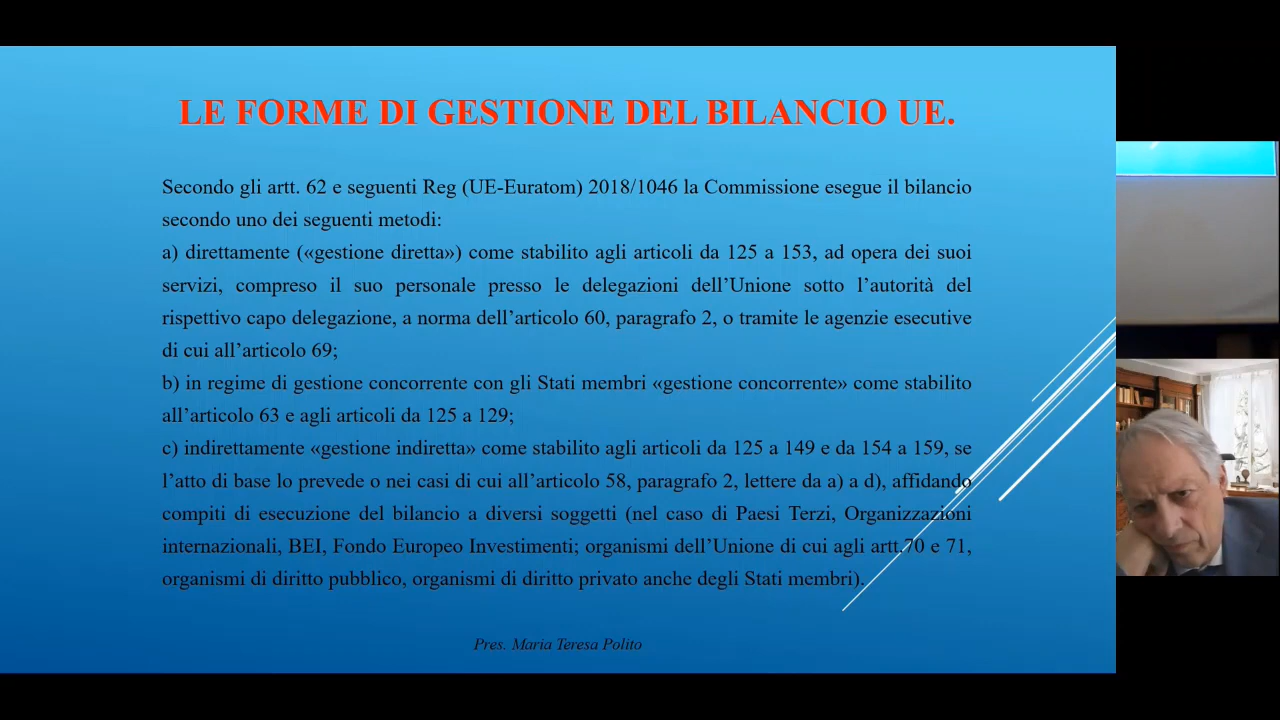 LE FORME DI GESTIONE DEL BILANCIO UE.
Secondo gli artt. 62 e seguenti Reg (UE-Euratom) 2018/1046 la Commissione esegue il bilancio
secondo uno dei seguenti metodi:
a) direttamente («gestione diretta») come stabilito agli articoli da 125 a 153, ad opera dei suoi
servizi, compreso il suo personale presso le delegazioni dell’Unione sotto l’autorità del
rispettivo capo delegazione, a norma dell’articolo 60, paragrafo 2, o tramite le agenzie esecutive
di cui all’articolo 69;
b) in regime di gestione concorrente con gli Stati membri «gestione concorrente» come stabilito
all’articolo 63 e agli articoli da 125 a 129;
c) indirettamente «gestione indiretta» come stabilito agli articoli da 125 a 149 e da 154 a 159, se
l’atto di base lo prevede o nei casi di cui all’articolo 58, paragrafo 2, lettere da a) a d), affidando
compiti di esecuzione del bilancio a diversi soggetti (nel caso di Paesi Terzi, Organizzazioni
internazionali, BEI, Fondo Europeo Investimenti; organismi dell’Unione di cui agli artt.70 e 71,
organismi di diritto pubblico, organismi di diritto privato anche degli Stati membri).
Pres. Maria Teresa Polito